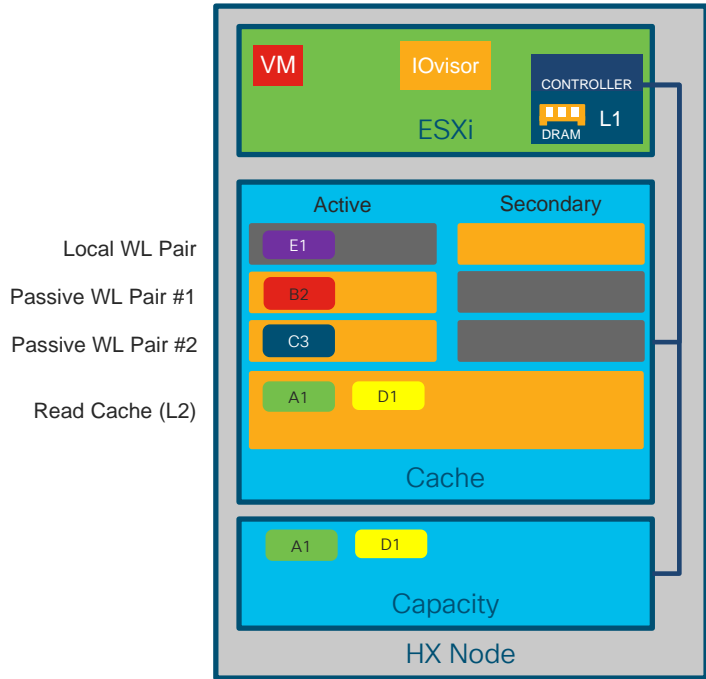 VM
IOvisor
CONTROLLER
L1
DRAM
ESXi
Active
Secondary
Local WL Pair
E1
Passive WL Pair #1
B2
Passive WL Pair #2
C3
Read Cache (L2)
A1
D1
Cache
A1
D1
Capacity
HX Node